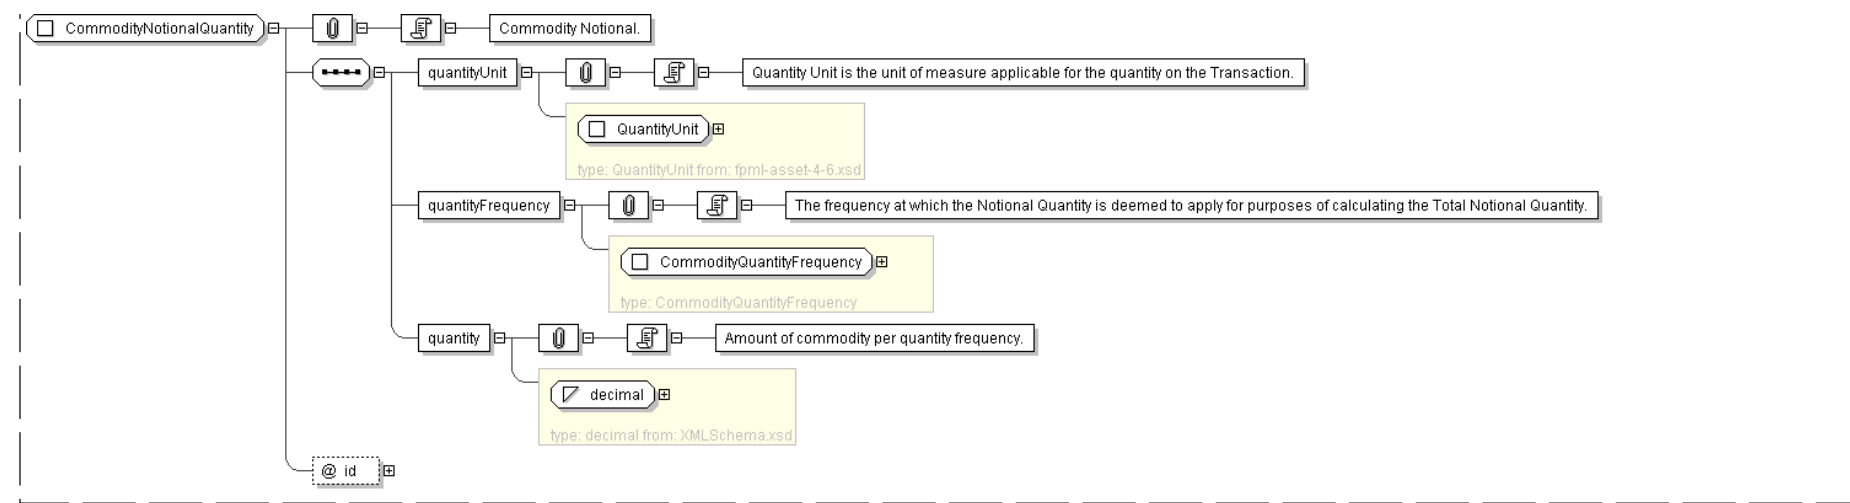 CommodityNotionalQuantity
Commodity Notional.
quantityUnit
Quantity Unit is the unit of measure applicable for the quantity on the Transaction.
QuantityUnit
type: QuantityUnit from: fpml-asset-4-6.xsd
quantityFrequency
The frequency at which the Notional Quantity is deemed to apply for purposes of calculating the Total Notional Quantity.
CommodityQuantityFrequency
type: CommodityQuantityFrequency
quantity
Amount of commodity per quantity frequency.
decimal
type: decimal from: XMLSchema.xsd
@ id